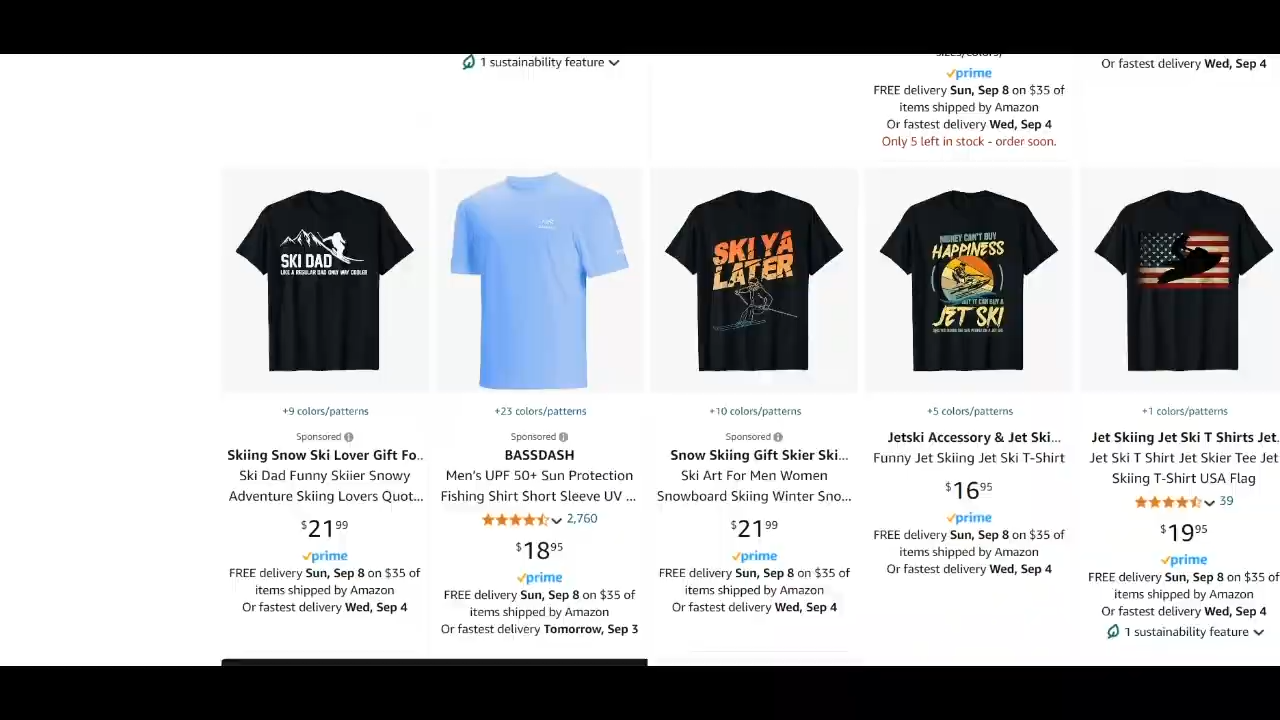 1 sustainability feature
sizes/colors)
prime
FREE delivery Sun, Sep 8 on $35 of
items shipped by Amazon
Or fastest delivery Wed, Sep 4
Only 5 left in stock - order soon.
Or fastest delivery Wed, Sep 4
SKI DAD
LIKE A REGULAR DAD ONLY WAY COOLER
SKI YA
LATER
MONEY CAN'T BUY
HAPPINESS
BUT IT CAN BUY A
JET SKI
+9 colors/patterns
Sponsored
Skiing Snow Ski Lover Gift Fo..
Ski Dad Funny Skiier Snowy
Adventure Skiing Lovers Quot...
$21.99
prime
FREE delivery Sun, Sep 8 on $35 of
items shipped by Amazon
Or fastest delivery Wed, Sep 4
+23 colors/patterns
Sponsored
BASSDASH
Men's UPF 50+ Sun Protection
Fishing Shirt Short Sleeve UV ...
2,760
$18.95
prime
FREE delivery Sun, Sep 8 on $35 of
items shipped by Amazon
Or fastest delivery Tomorrow, Sep 3
+10 colors/patterns
Sponsored
Snow Skiing Gift Skier Ski...
Ski Art For Men Women
Snowboard Skiing Winter Sno...
$21.99
prime
FREE delivery Sun, Sep 8 on $35 of
items shipped by Amazon
Or fastest delivery Wed, Sep 4
+5 colors/patterns
Jetski Accessory & Jet Ski...
Funny Jet Skiing Jet Ski T-Shirt
$16.95
prime
FREE delivery Sun, Sep 8 on $35 of
items shipped by Amazon
Or fastest delivery Wed, Sep 4
+1 colors/patterns
Jet Skiing Jet Ski T Shirts Jet.
Jet Ski T Shirt Jet Skier Tee Jet
Skiing T-Shirt USA Flag
39
$19.95
prime
FREE delivery Sun, Sep 8 on $35 of
items shipped by Amazon
Or fastest delivery Wed, Sep 4
1 sustainability feature